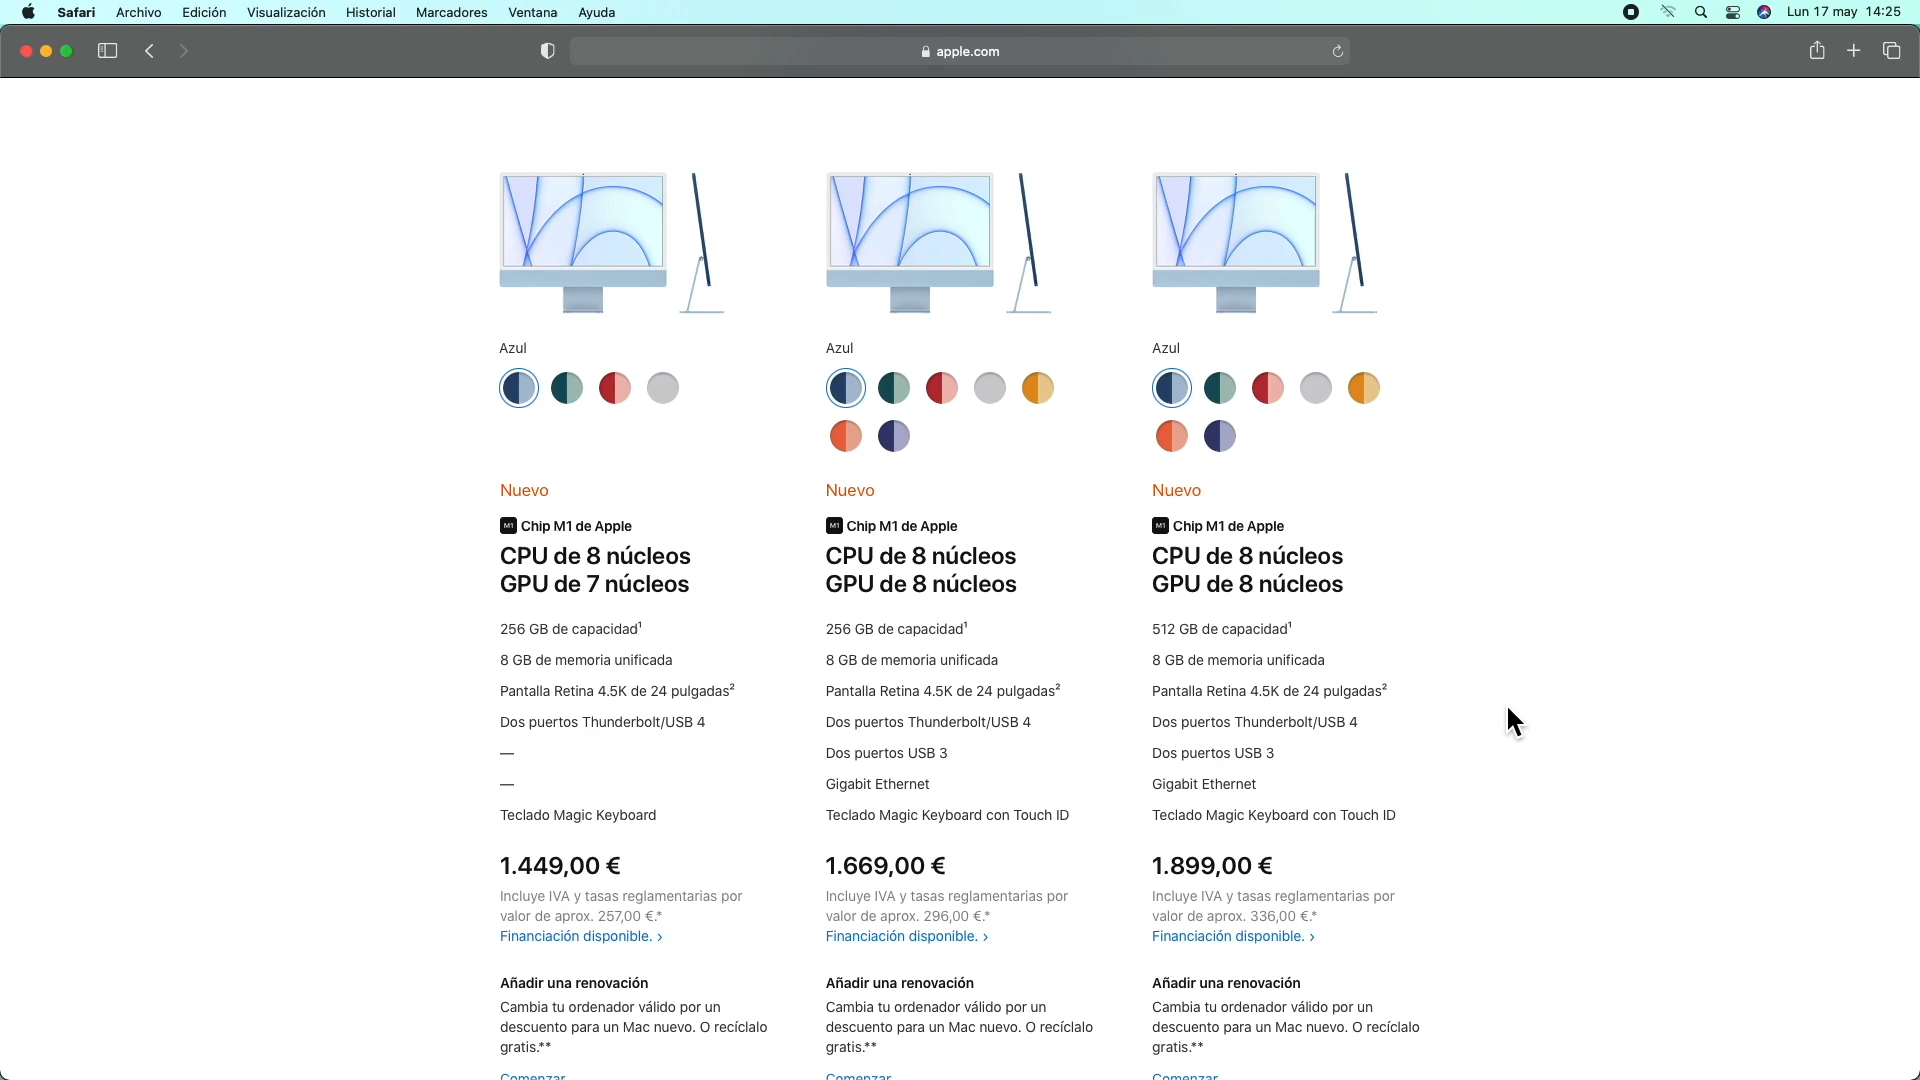 Safari Archivo Edición Visualización Historial Marcadores Ventana Ayuda Lun 17 may 14:25
apple.com
Azul
Azul
Azul
Nuevo
Nuevo
Nuevo
M1 Chip M1 de Apple
M1 Chip M1 de Apple
M1 Chip M1 de Apple
CPU de 8 núcleos
GPU de 7 núcleos
CPU de 8 núcleos
GPU de 8 núcleos
CPU de 8 núcleos
GPU de 8 núcleos
256 GB de capacidad¹
256 GB de capacidad¹
512 GB de capacidad¹
8 GB de memoria unificada
8 GB de memoria unificada
8 GB de memoria unificada
Pantalla Retina 4.5K de 24 pulgadas²
Pantalla Retina 4.5K de 24 pulgadas²
Pantalla Retina 4.5K de 24 pulgadas²
Dos puertos Thunderbolt/USB 4
Dos puertos Thunderbolt/USB 4
Dos puertos Thunderbolt/USB 4
—
Dos puertos USB 3
Dos puertos USB 3
—
Gigabit Ethernet
Gigabit Ethernet
Teclado Magic Keyboard
Teclado Magic Keyboard con Touch ID
Teclado Magic Keyboard con Touch ID
1.449,00 €
1.669,00 €
1.899,00 €
Incluye IVA y tasas reglamentarias por
valor de aprox. 257,00 €.*
Financiación disponible. >
Incluye IVA y tasas reglamentarias por
valor de aprox. 296,00 €.*
Financiación disponible. >
Incluye IVA y tasas reglamentarias por
valor de aprox. 336,00 €.*
Financiación disponible. >
Añadir una renovación
Cambia tu ordenador válido por un
descuento para un Mac nuevo. O recíclalo
gratis.**
Comenzar
Añadir una renovación
Cambia tu ordenador válido por un
descuento para un Mac nuevo. O recíclalo
gratis.**
Comenzar
Añadir una renovación
Cambia tu ordenador válido por un
descuento para un Mac nuevo. O recíclalo
gratis.**
Comenzar